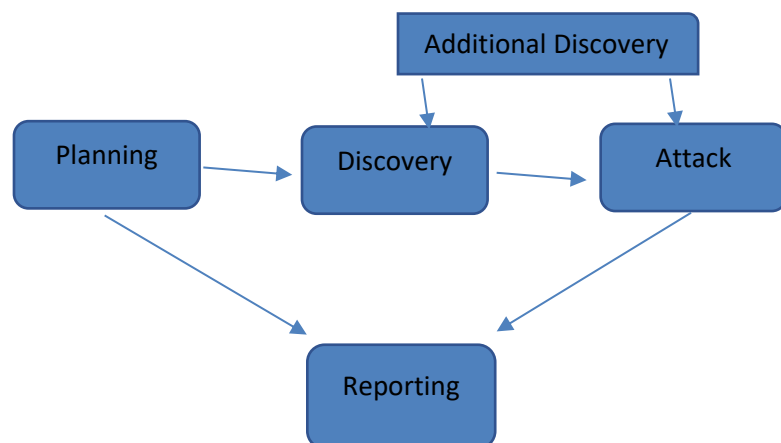 Additional Discovery
Planning
Discovery
Attack
Reporting